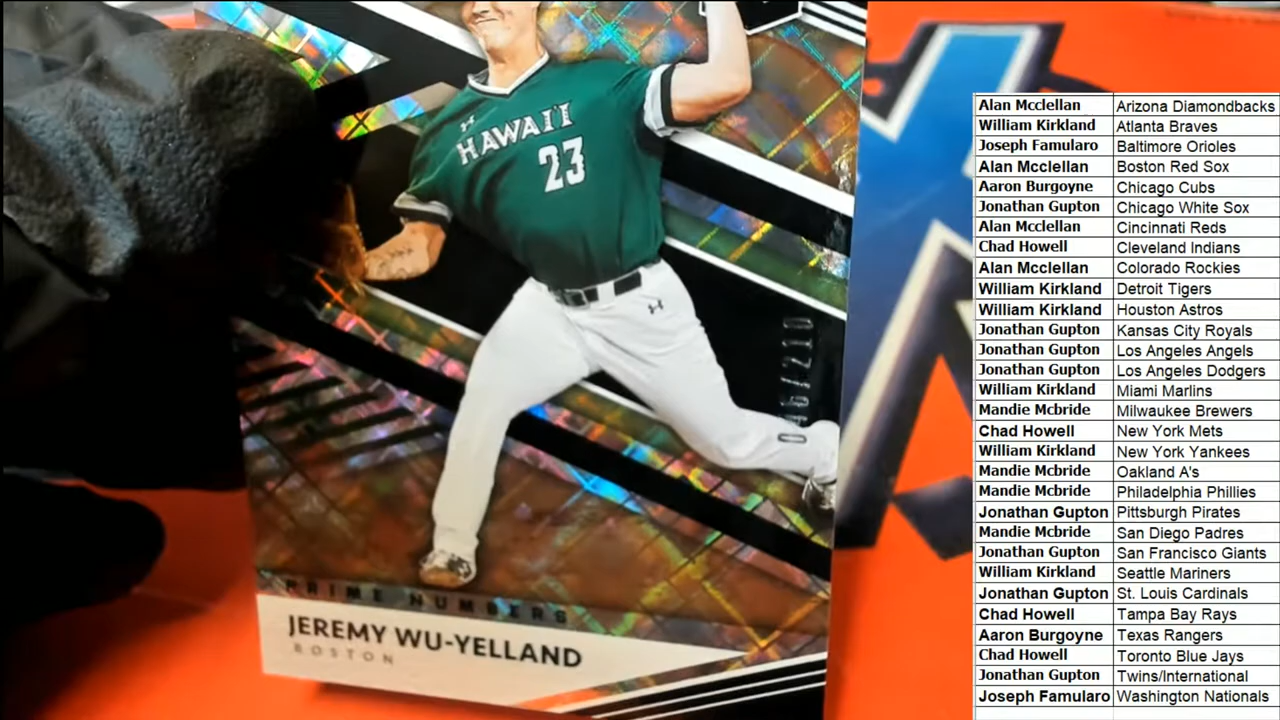 HAWAI'I
23
046/210
PRIME NUMBERS
JEREMY WU-YELLAND
BOSTON
Alan Mcclellan Arizona Diamondbacks
William Kirkland Atlanta Braves
Joseph Famularo Baltimore Orioles
Alan Mcclellan Boston Red Sox
Aaron Burgoyne Chicago Cubs
Jonathan Gupton Chicago White Sox
Alan Mcclellan Cincinnati Reds
Chad Howell Cleveland Indians
Alan Mcclellan Colorado Rockies
William Kirkland Detroit Tigers
William Kirkland Houston Astros
Jonathan Gupton Kansas City Royals
Jonathan Gupton Los Angeles Angels
Jonathan Gupton Los Angeles Dodgers
William Kirkland Miami Marlins
Mandie Mcbride Milwaukee Brewers
Chad Howell New York Mets
William Kirkland New York Yankees
Mandie Mcbride Oakland A's
Mandie Mcbride Philadelphia Phillies
Jonathan Gupton Pittsburgh Pirates
Mandie Mcbride San Diego Padres
Jonathan Gupton San Francisco Giants
William Kirkland Seattle Mariners
Jonathan Gupton St. Louis Cardinals
Chad Howell Tampa Bay Rays
Aaron Burgoyne Texas Rangers
Chad Howell Toronto Blue Jays
Jonathan Gupton Twins/International
Joseph Famularo Washington Nationals